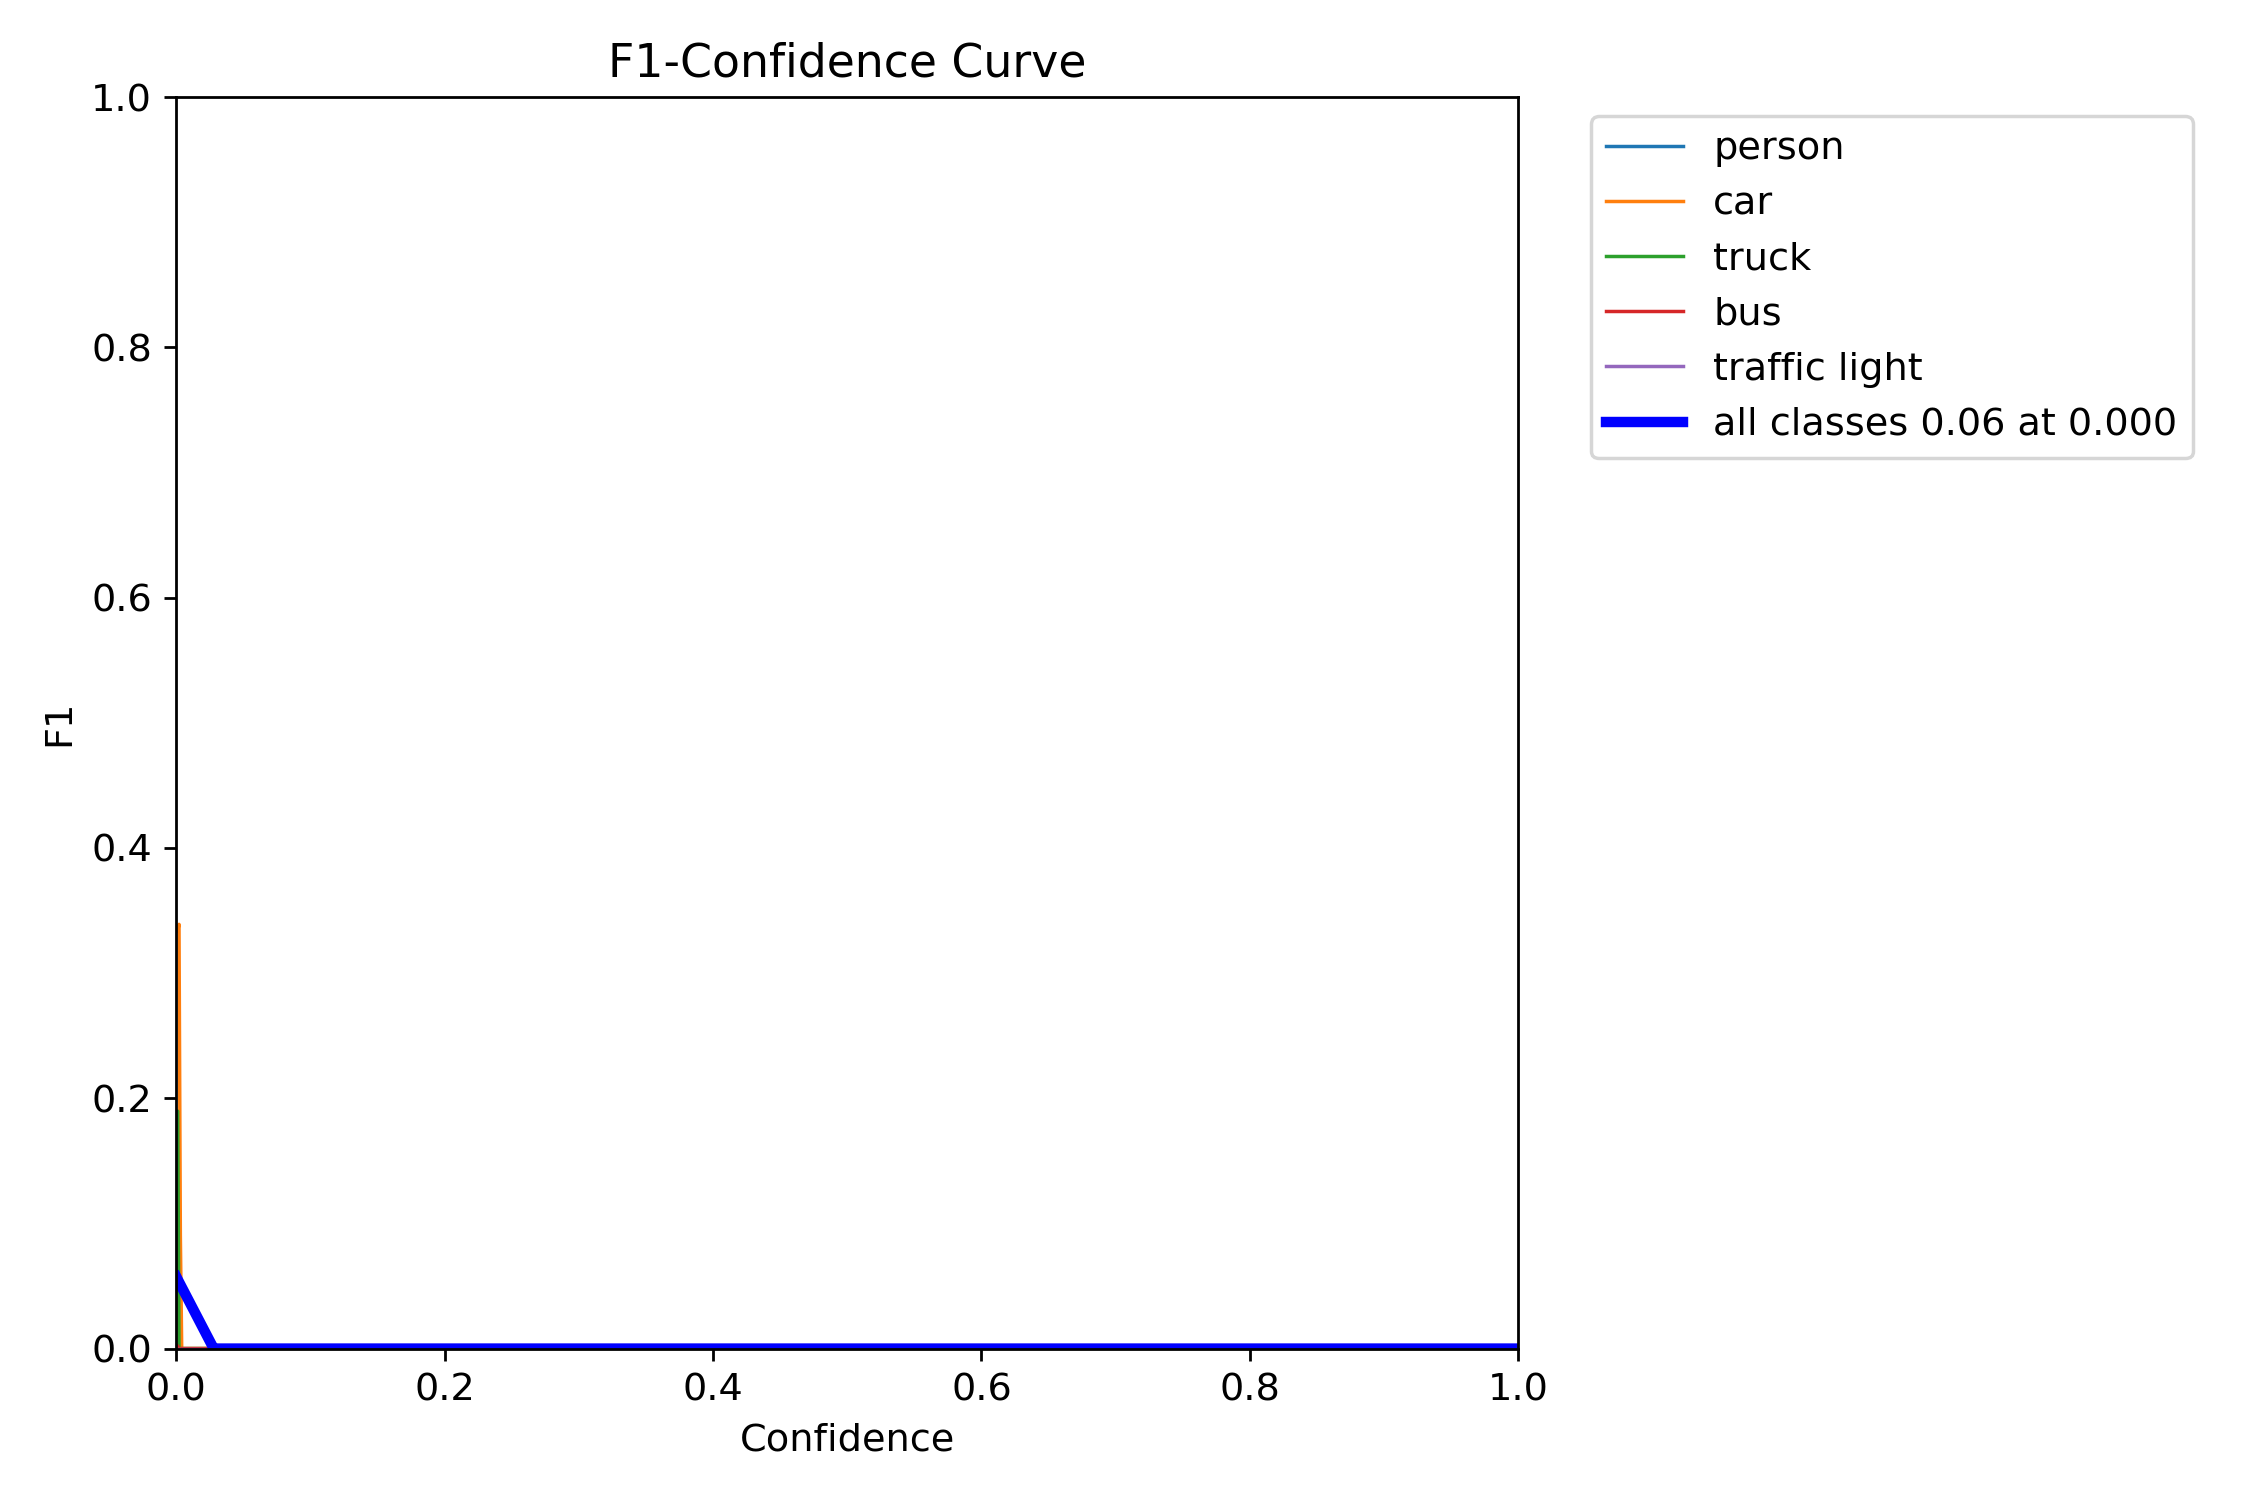 F1-Confidence Curve
1.0
0.8
0.6
0.4
0.2
0.0
F1
0.0 0.2 0.4 0.6 0.8 1.0
Confidence
person
car
truck
bus
traffic light
all classes 0.06 at 0.000